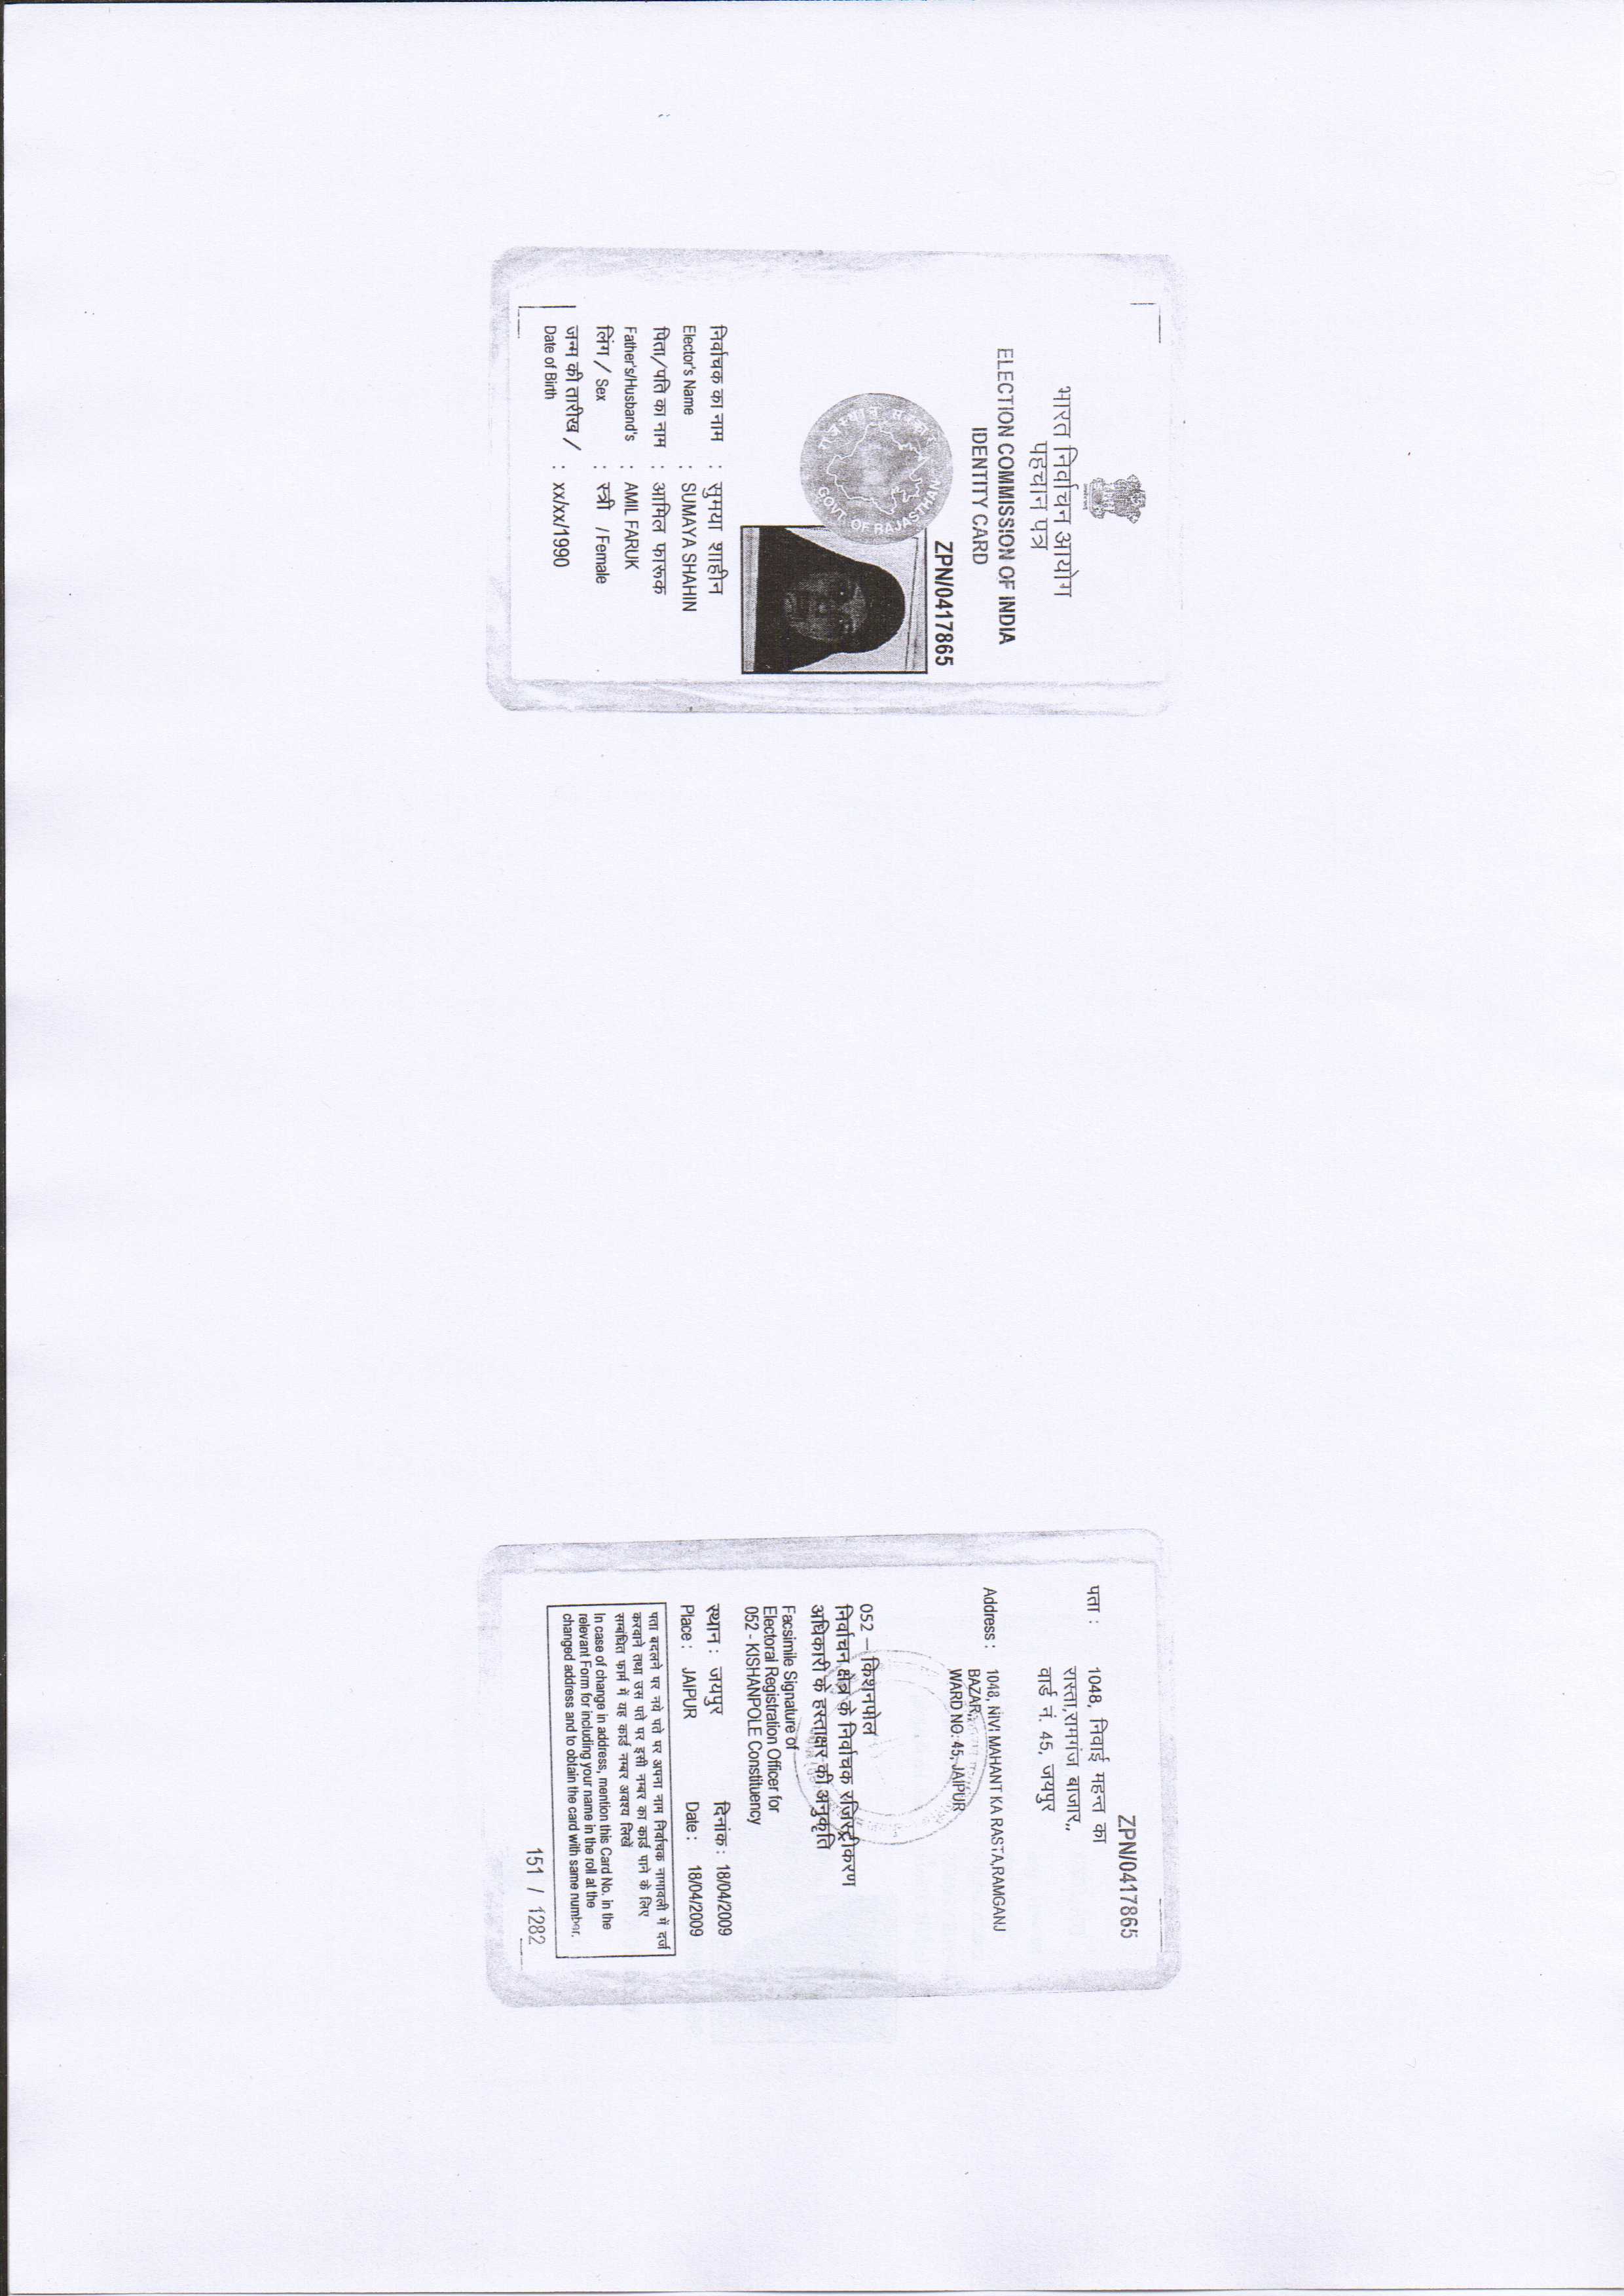 भारत निर्वाचन आयोग
पहचान पत्र
ELECTION COMMISSION OF INDIA
IDENTITY CARD
ZPN/0417865
GOVT. OF RAJASTHAN
निर्वाचक का नाम : सुमया शाहीन
Elector's Name : SUMAYA SHAHIN
पिता/पति का नाम : आमिल फारूक
Father's/Husband's : AMIL FARUK
लिंग / Sex : स्त्री / Female
जन्म की तारीख / : xx/xx/1990
Date of Birth
ZPN/0417865
पता : 1048, निवाई महन्त का
रास्ता,रामगंज बाजार,,
वार्ड नं. 45, जयपुर
Address : 1048, NIVI MAHANT KA RASTA,RAMGANJ
BAZAR,
WARD NO. 45, JAIPUR
052 – किशनपोल
निर्वाचन क्षेत्र के निर्वाचक रजिस्ट्रीकरण
अधिकारी के हस्ताक्षर की अनुकृति
Facsimile Signature of
Electoral Registration Officer for
052 - KISHANPOLE Constituency
स्थान : जयपुर दिनांक : 18/04/2009
Place : JAIPUR Date : 18/04/2009
पता बदलने पर नये पते पर अपना नाम निर्वाचक नामावली में दर्ज
करवाने तथा उस पते पर इसी नम्बर का कार्ड पाने के लिए
सम्बंधित फार्म में यह कार्ड नम्बर अवश्य लिखें
In case of change in address, mention this Card No. in the
relevant Form for including your name in the roll at the
changed address and to obtain the card with same number.
151 / 1282